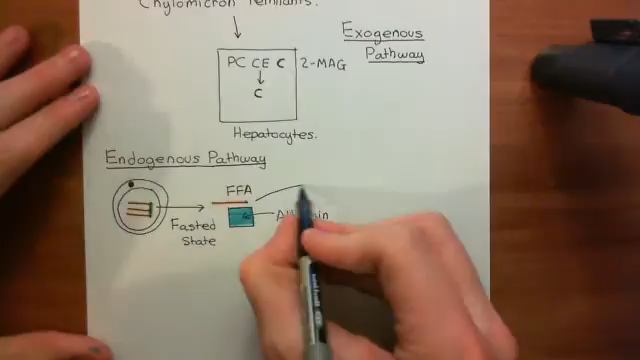 Chylomicron remnants.
Exogenous
Pathway
PC CE C 2-MAG
C
Hepatocytes.
Endogenous Pathway
FFA
Fasted
State